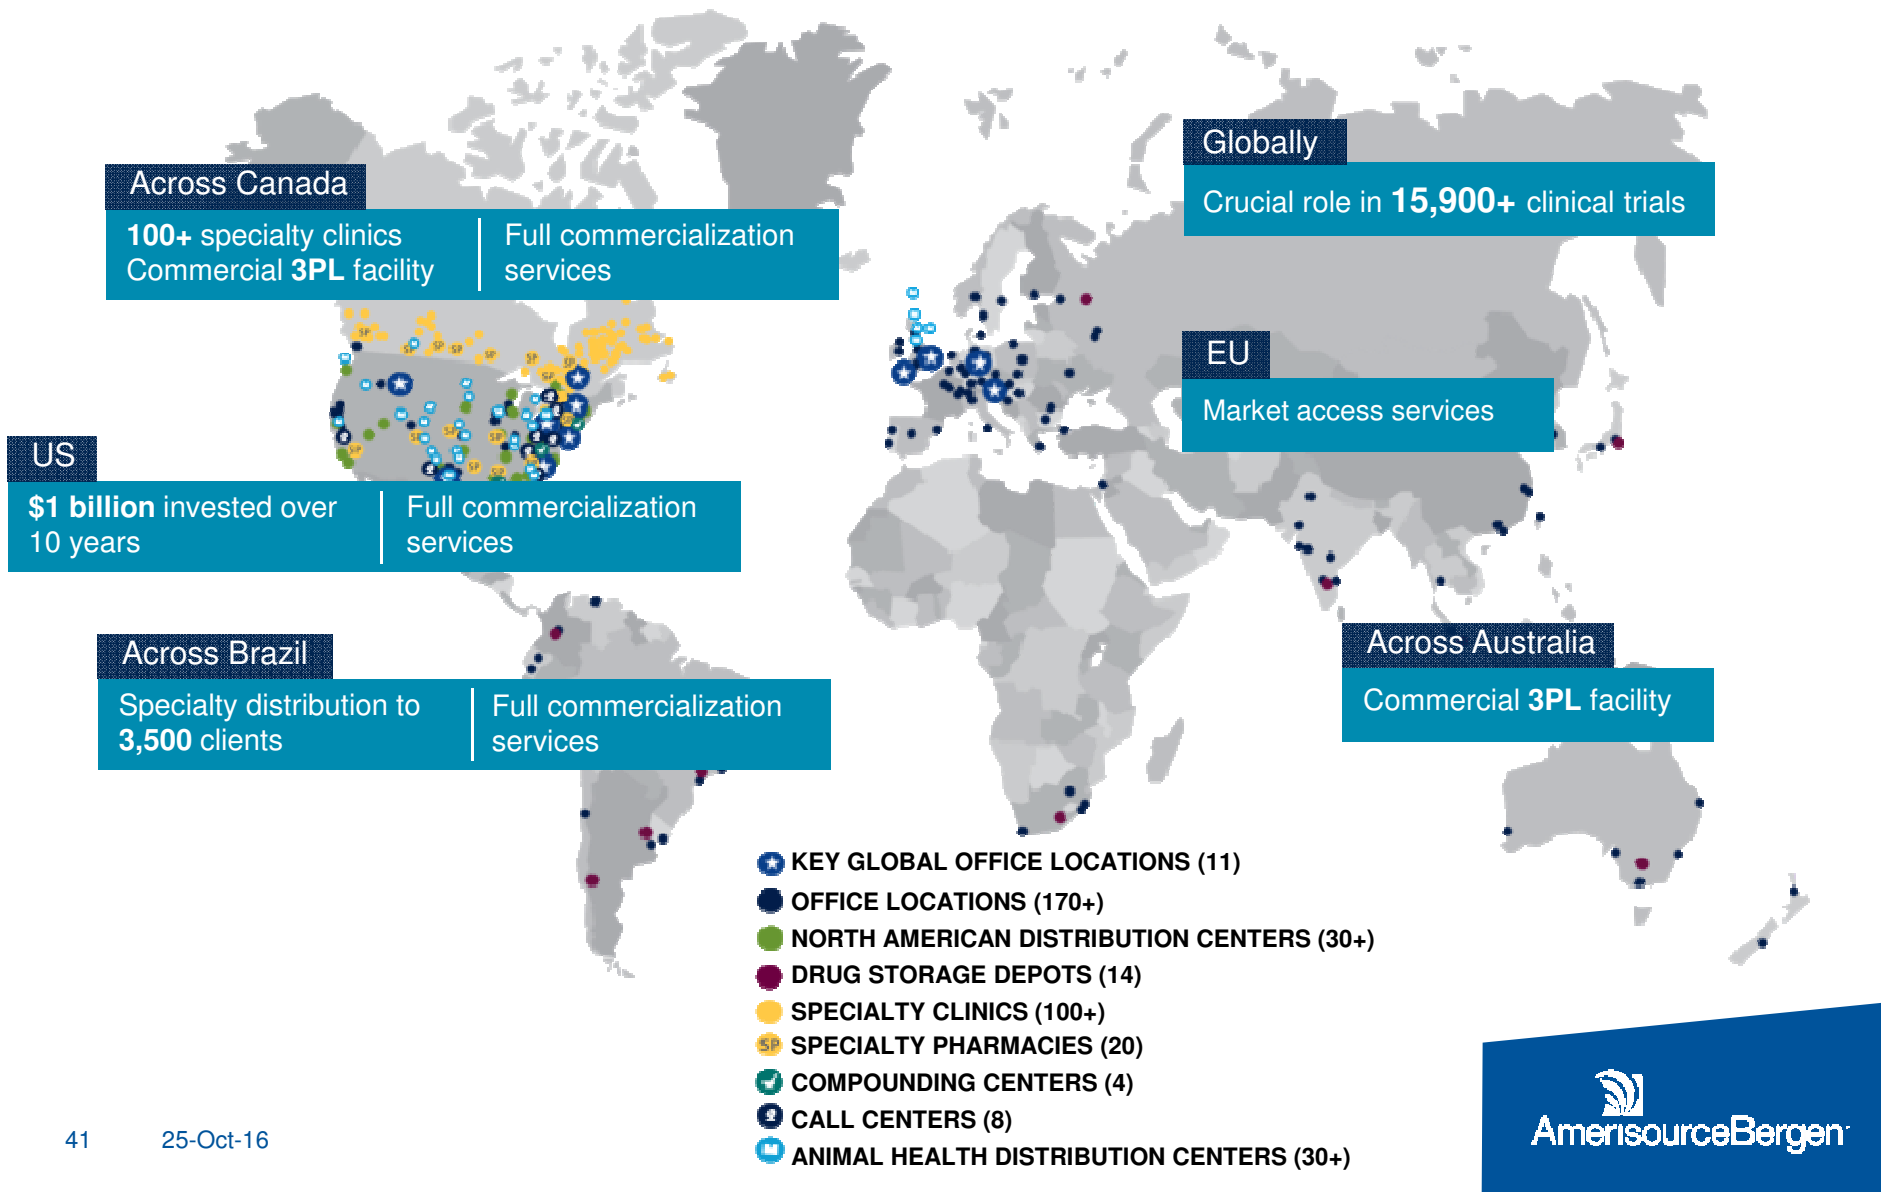 Globally
Crucial role in 15,900+ clinical trials
Across Canada
100+ specialty clinics
Commercial 3PL facility
Full commercialization
services
EU
Market access services
US
$1 billion invested over
10 years
Full commercialization
services
Across Brazil
Specialty distribution to
3,500 clients
Full commercialization
services
Across Australia
Commercial 3PL facility
KEY GLOBAL OFFICE LOCATIONS (11)
OFFICE LOCATIONS (170+)
NORTH AMERICAN DISTRIBUTION CENTERS (30+)
DRUG STORAGE DEPOTS (14)
SPECIALTY CLINICS (100+)
SP SPECIALTY PHARMACIES (20)
COMPOUNDING CENTERS (4)
CALL CENTERS (8)
ANIMAL HEALTH DISTRIBUTION CENTERS (30+)
41 25-Oct-16
AmerisourceBergen